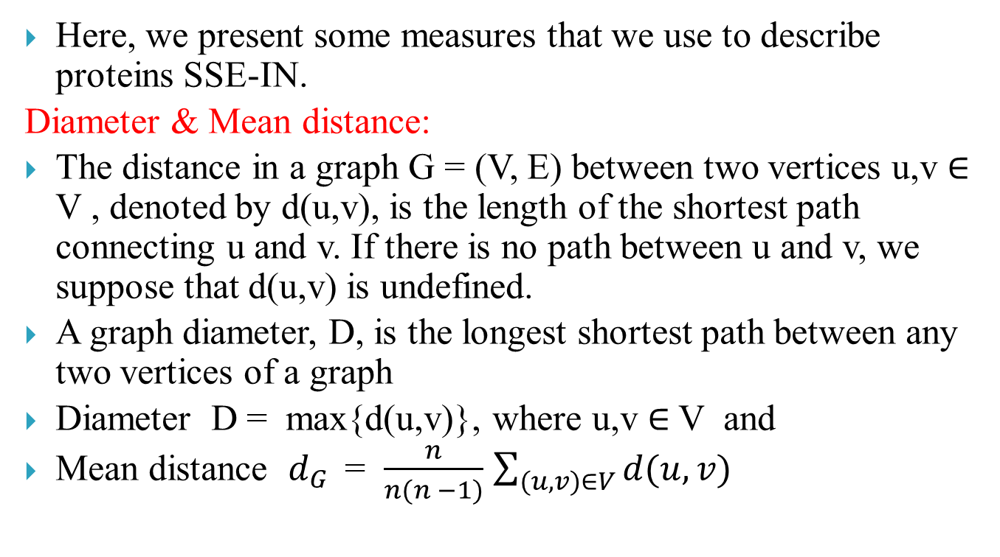 Here, we present some measures that we use to describe
proteins SSE-IN.
Diameter & Mean distance:
The distance in a graph G = (V, E) between two vertices u,v ∈
V , denoted by d(u,v), is the length of the shortest path
connecting u and v. If there is no path between u and v, we
suppose that d(u,v) is undefined.
A graph diameter, D, is the longest shortest path between any
two vertices of a graph
Diameter D = max{d(u,v)}, where u,v ∈ V and
Mean distance d_G = n/(n(n −1)) ∑_(u,v)∈V d(u, v)